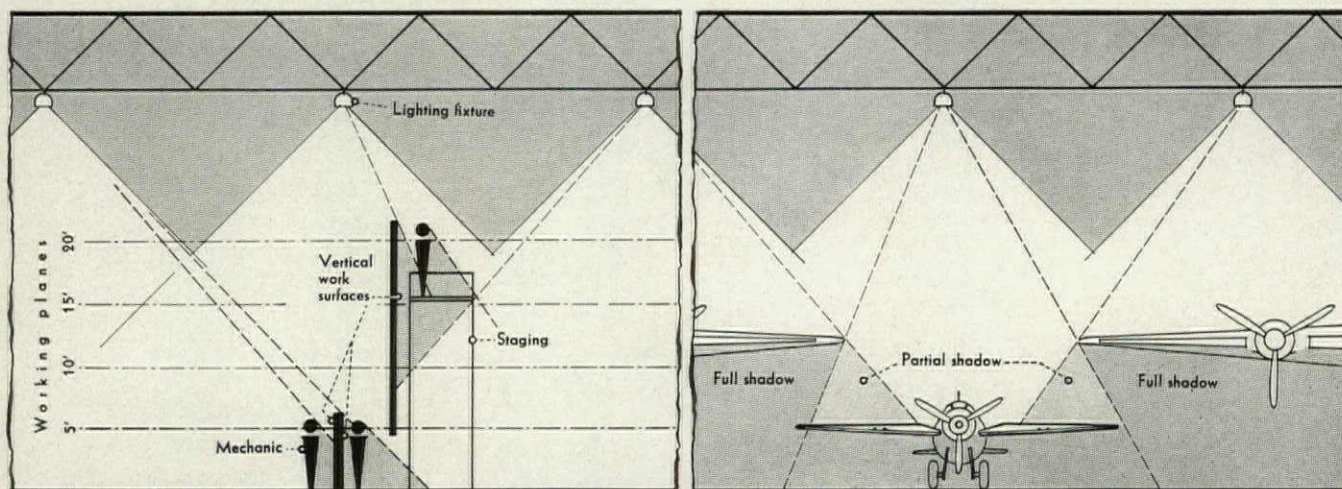 Lighting fixture
Working planes
20'
15'
10'
5'
Vertical
work
surfaces
Staging
Mechanic
Partial shadow
Full shadow
Full shadow